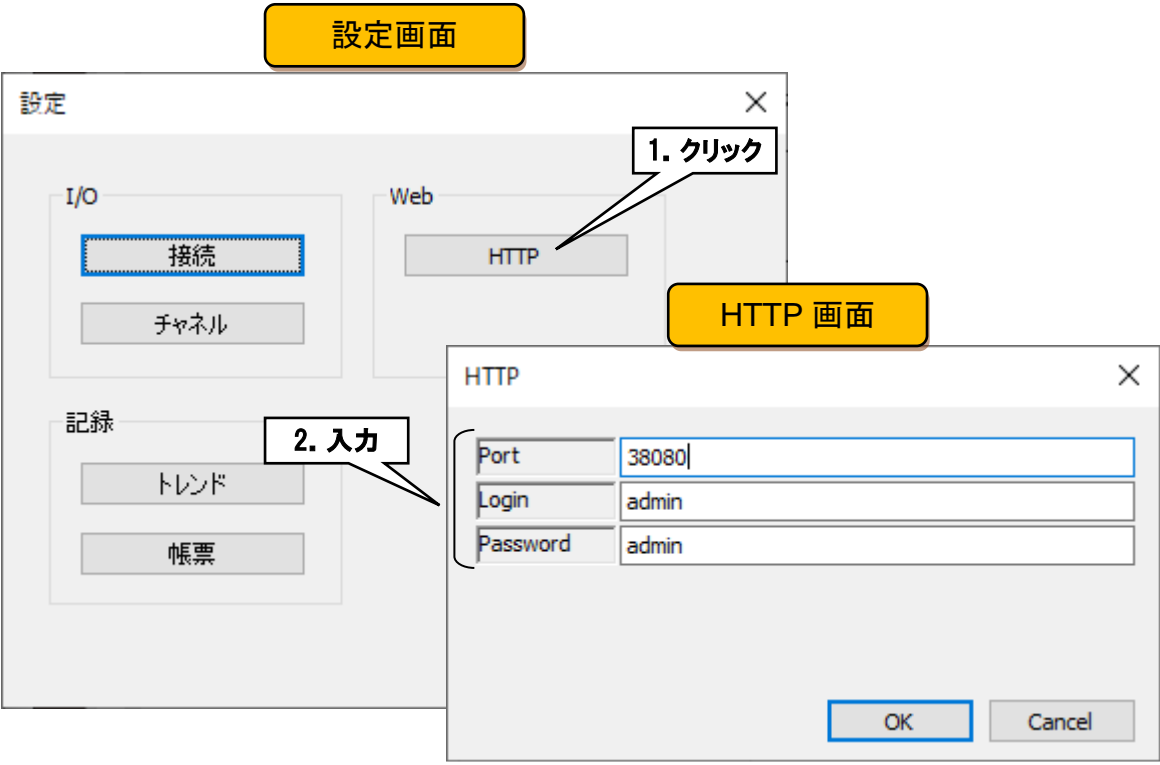 設定画面
設定
1. クリック
I/O
Web
接続
HTTP
チャネル
HTTP 画面
HTTP
記録
2. 入力
トレンド
帳票
Port 38080
Login admin
Password admin
OK Cancel